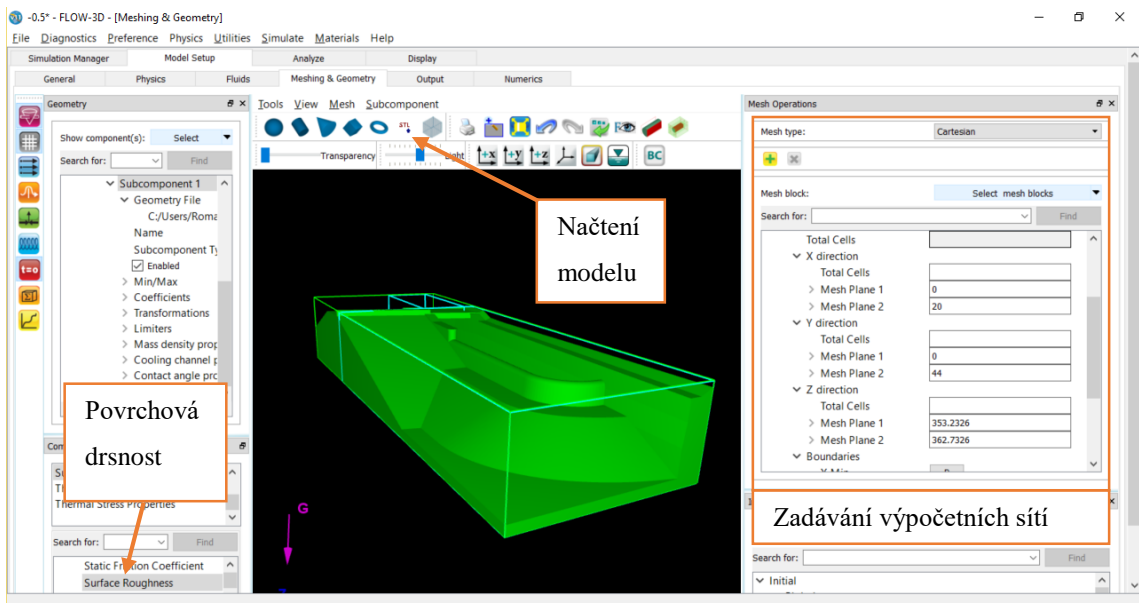 -0.5* - FLOW-3D - [Meshing & Geometry]
File Diagnostics Preference Physics Utilities Simulate Materials Help
Simulation Manager Model Setup Analyze Display
General Physics Fluids Meshing & Geometry Output Numerics
Geometry
Show component(s): Select
Search for: Find
Subcomponent 1
Geometry File
C:/Users/Roma
Name
Subcomponent Ty
Enabled
Min/Max
Coefficients
Transformations
Limiters
Mass density prop
Cooling channel p
Contact angle pro
Povrchová
drsnost
Com
Thermal Stress Properties
Search for: Find
Static Friction Coefficient
Surface Roughness
Tools View Mesh Subcomponent
STL
Transparency Light +x +y +z BC
Načtení
modelu
G
Mesh Operations
Mesh type: Cartesian
Mesh block: Select mesh blocks
Search for: Find
Total Cells
X direction
Total Cells
Mesh Plane 1 0
Mesh Plane 2 20
Y direction
Total Cells
Mesh Plane 1 0
Mesh Plane 2 44
Z direction
Total Cells
Mesh Plane 1 353.2326
Mesh Plane 2 362.7326
Boundaries
Zadávání výpočetních sítí
Search for: Find
Initial
t=0